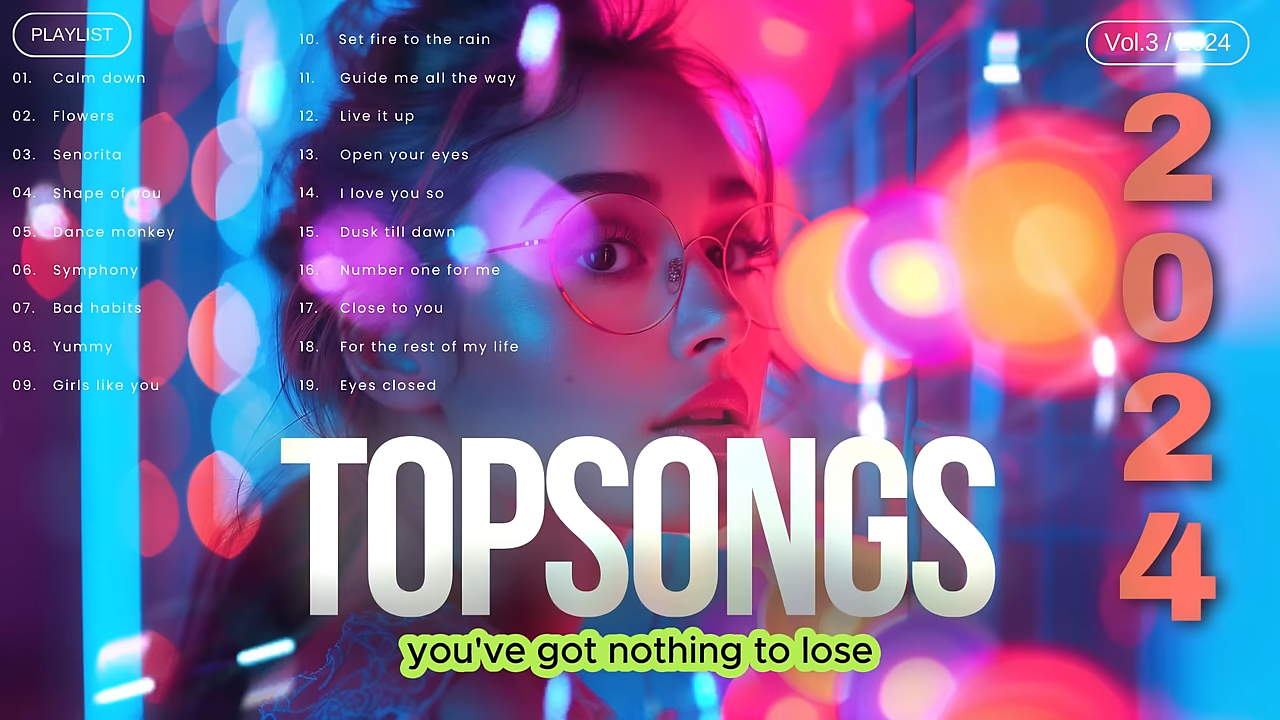 PLAYLIST
01. Calm down
02. Flowers
03. Senorita
04. Shape of you
05. Dance monkey
06. Symphony
07. Bad habits
08. Yummy
09. Girls like you
10. Set fire to the rain
11. Guide me all the way
12. Live it up
13. Open your eyes
14. I love you so
15. Dusk till dawn
16. Number one for me
17. Close to you
18. For the rest of my life
19. Eyes closed
Vol.3 / 2024
2024
TOPSONGS
you've got nothing to lose